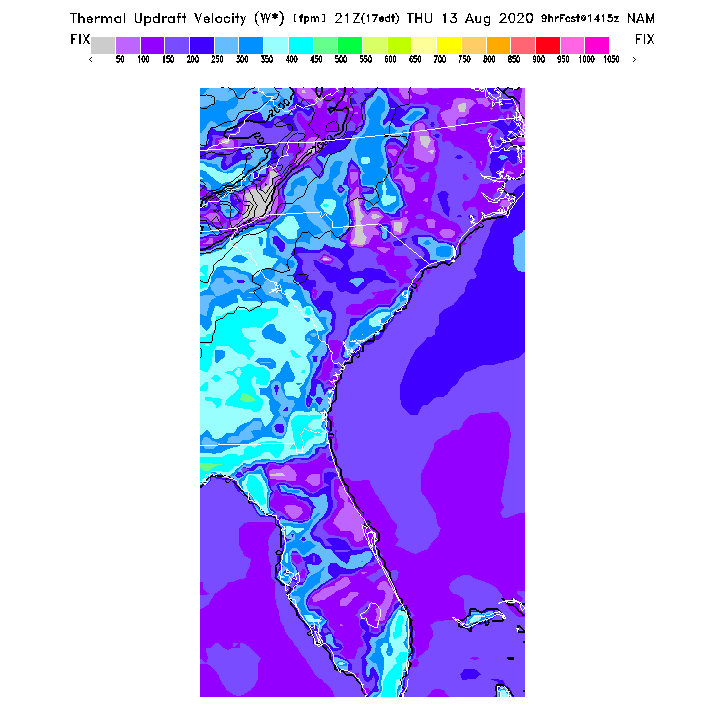 Thermal Updraft Velocity (W*) [fpm] 21Z(17edt) THU 13 Aug 2020 9hrFcst@1415z NAM
FIX FIX
< 50 100 150 200 250 300 350 400 450 500 550 600 650 700 750 800 850 900 950 1000 1050 >
2000